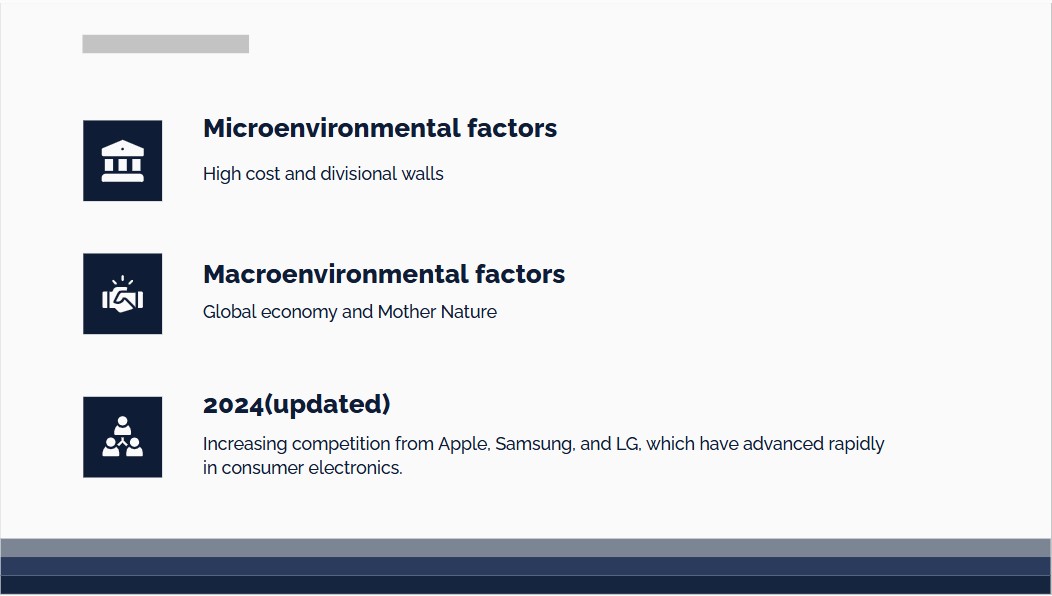 Microenvironmental factors
High cost and divisional walls
Macroenvironmental factors
Global economy and Mother Nature
2024(updated)
Increasing competition from Apple, Samsung, and LG, which have advanced rapidly
in consumer electronics.